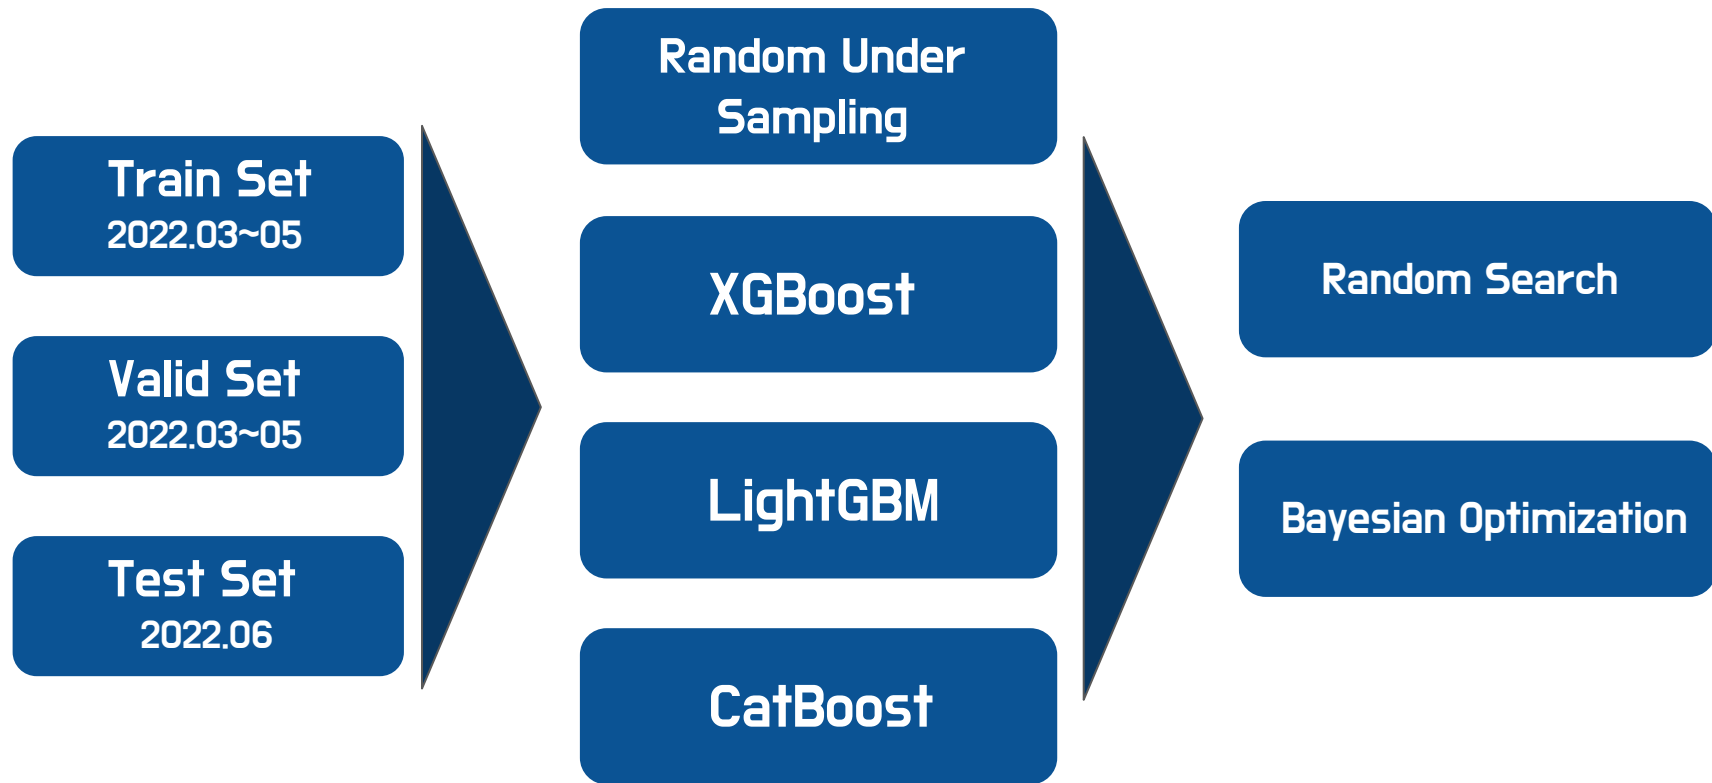 Train Set
2022.03~05
Valid Set
2022.03~05
Test Set
2022.06
Random Under
Sampling
XGBoost
LightGBM
CatBoost
Random Search
Bayesian Optimization